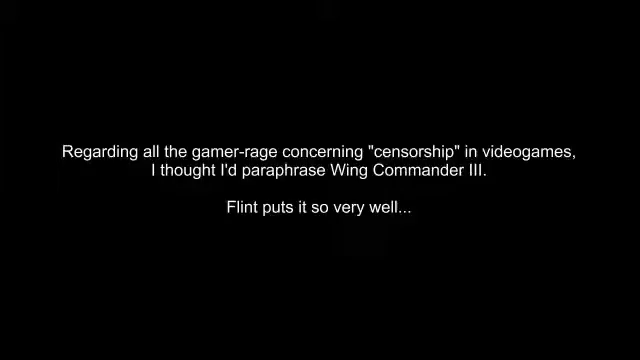 Regarding all the gamer-rage concerning "censorship" in videogames,
I thought I'd paraphrase Wing Commander III.
Flint puts it so very well...